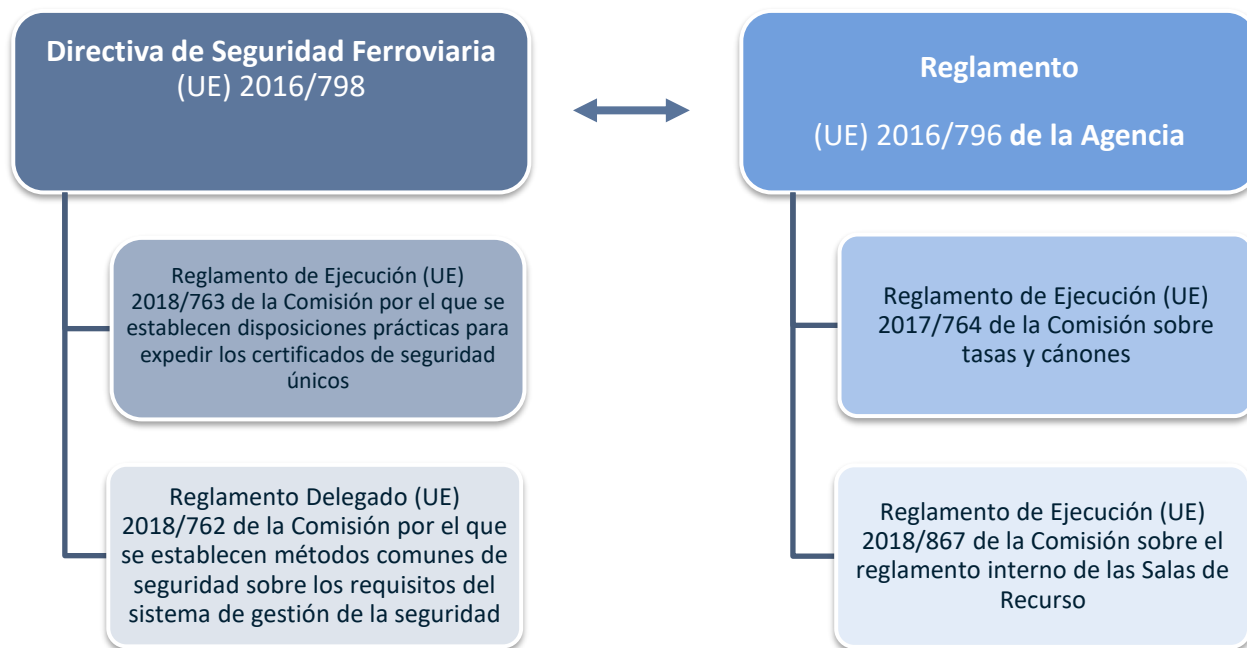 Directiva de Seguridad Ferroviaria
(UE) 2016/798
Reglamento
(UE) 2016/796 de la Agencia
Reglamento de Ejecución (UE)
2018/763 de la Comisión por el que se
establecen disposiciones prácticas para
expedir los certificados de seguridad
únicos
Reglamento de Ejecución (UE)
2017/764 de la Comisión sobre
tasas y cánones
Reglamento Delegado (UE)
2018/762 de la Comisión por el que
se establecen métodos comunes de
seguridad sobre los requisitos del
sistema de gestión de la seguridad
Reglamento de Ejecución (UE)
2018/867 de la Comisión sobre el
reglamento interno de las Salas de
Recurso